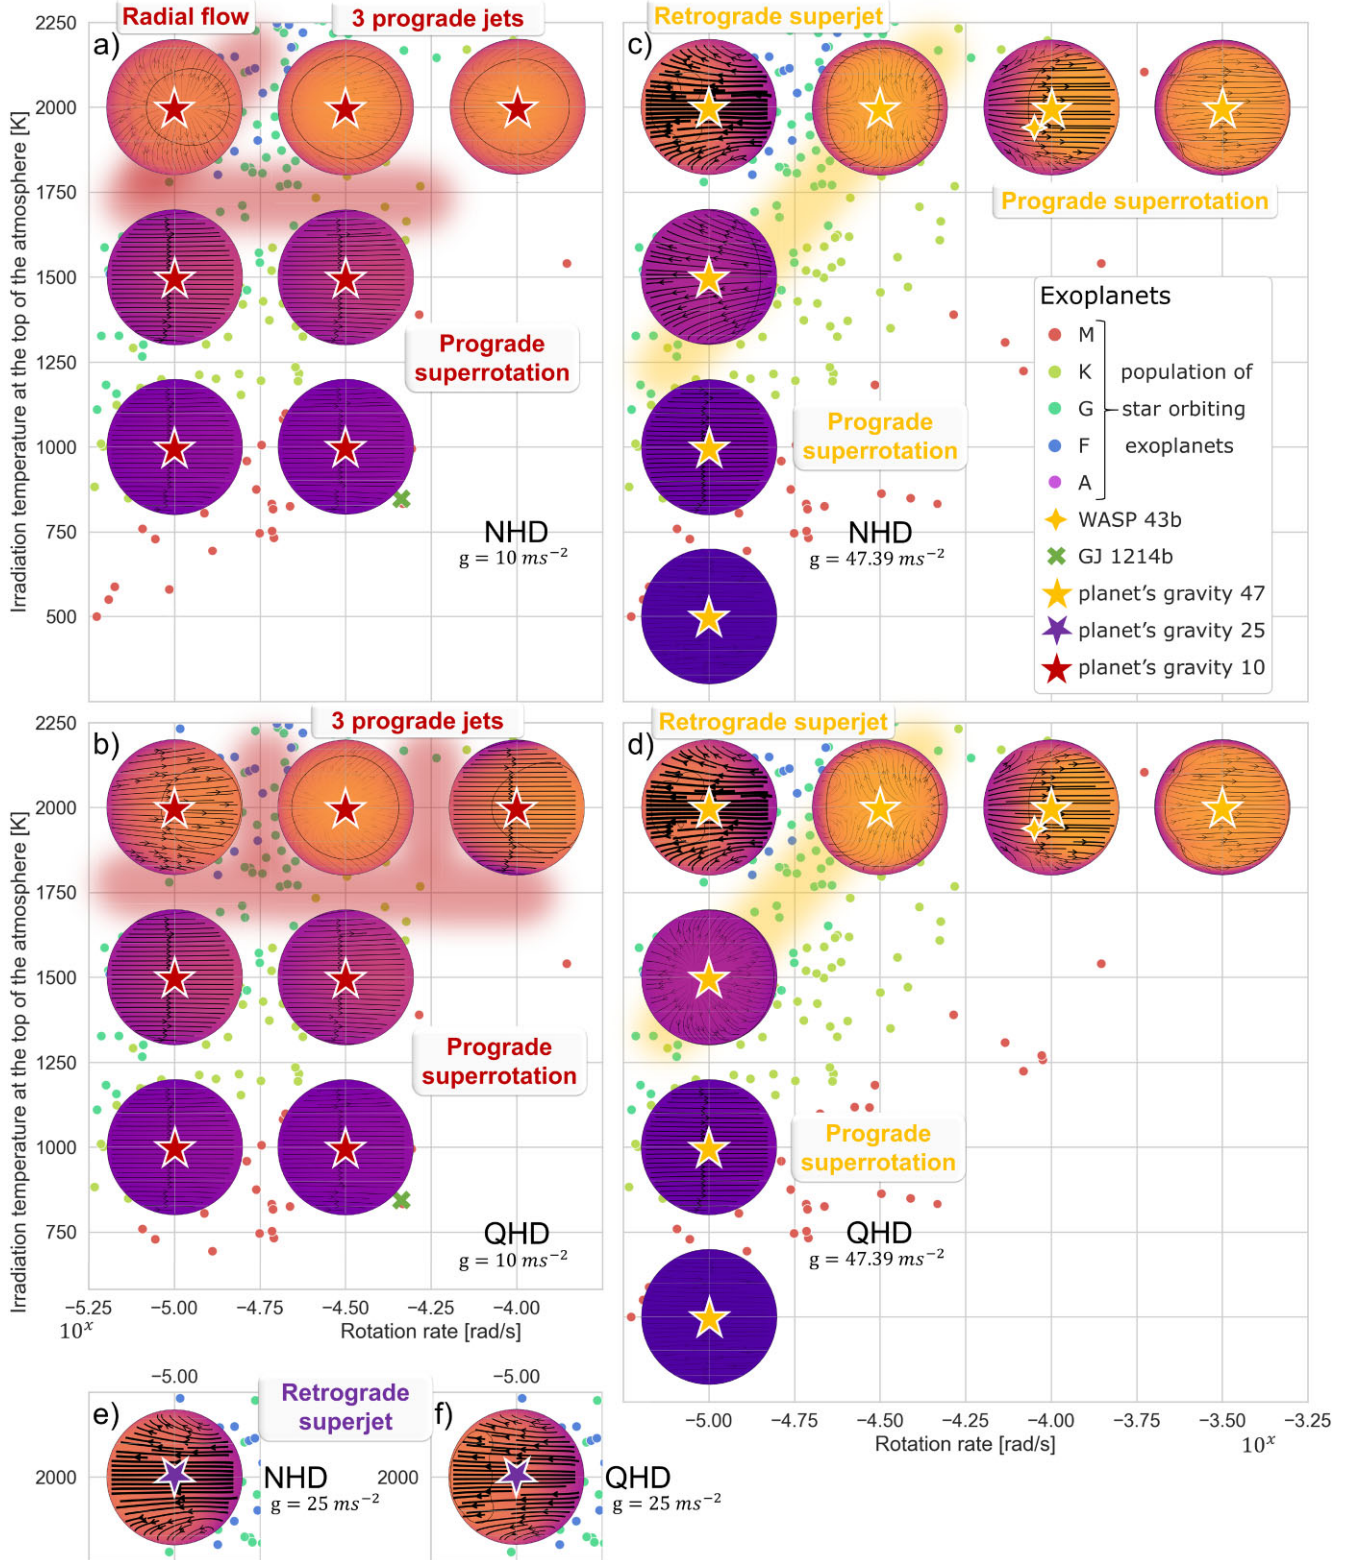 Radial flow
3 prograde jets
Retrograde superjet
2250
a)
c)
2000
1750
1500
1250
1000
750
500
Irradiation temperature at the top of the atmosphere [K]
Prograde superrotation
Prograde
superrotation
Prograde
superrotation
NHD
g = 10 ms⁻²
NHD
g = 47.39 ms⁻²
Exoplanets
M
K
G
F
A
population of
star orbiting
exoplanets
WASP 43b
GJ 1214b
planet's gravity 47
planet's gravity 25
planet's gravity 10
3 prograde jets
Retrograde superjet
2250
b)
d)
2000
1750
1500
1250
1000
750
Irradiation temperature at the top of the atmosphere [K]
Prograde
superrotation
Prograde
superrotation
QHD
g = 10 ms⁻²
QHD
g = 47.39 ms⁻²
−5.25
−5.00
−4.75
−4.50
−4.25
−4.00
10ˣ
Rotation rate [rad/s]
−5.00
−4.75
−4.50
−4.25
−4.00
−3.75
−3.50
−3.25
Rotation rate [rad/s]
10ˣ
−5.00
−5.00
e)
Retrograde
superjet
f)
2000
NHD
g = 25 ms⁻²
2000
QHD
g = 25 ms⁻²